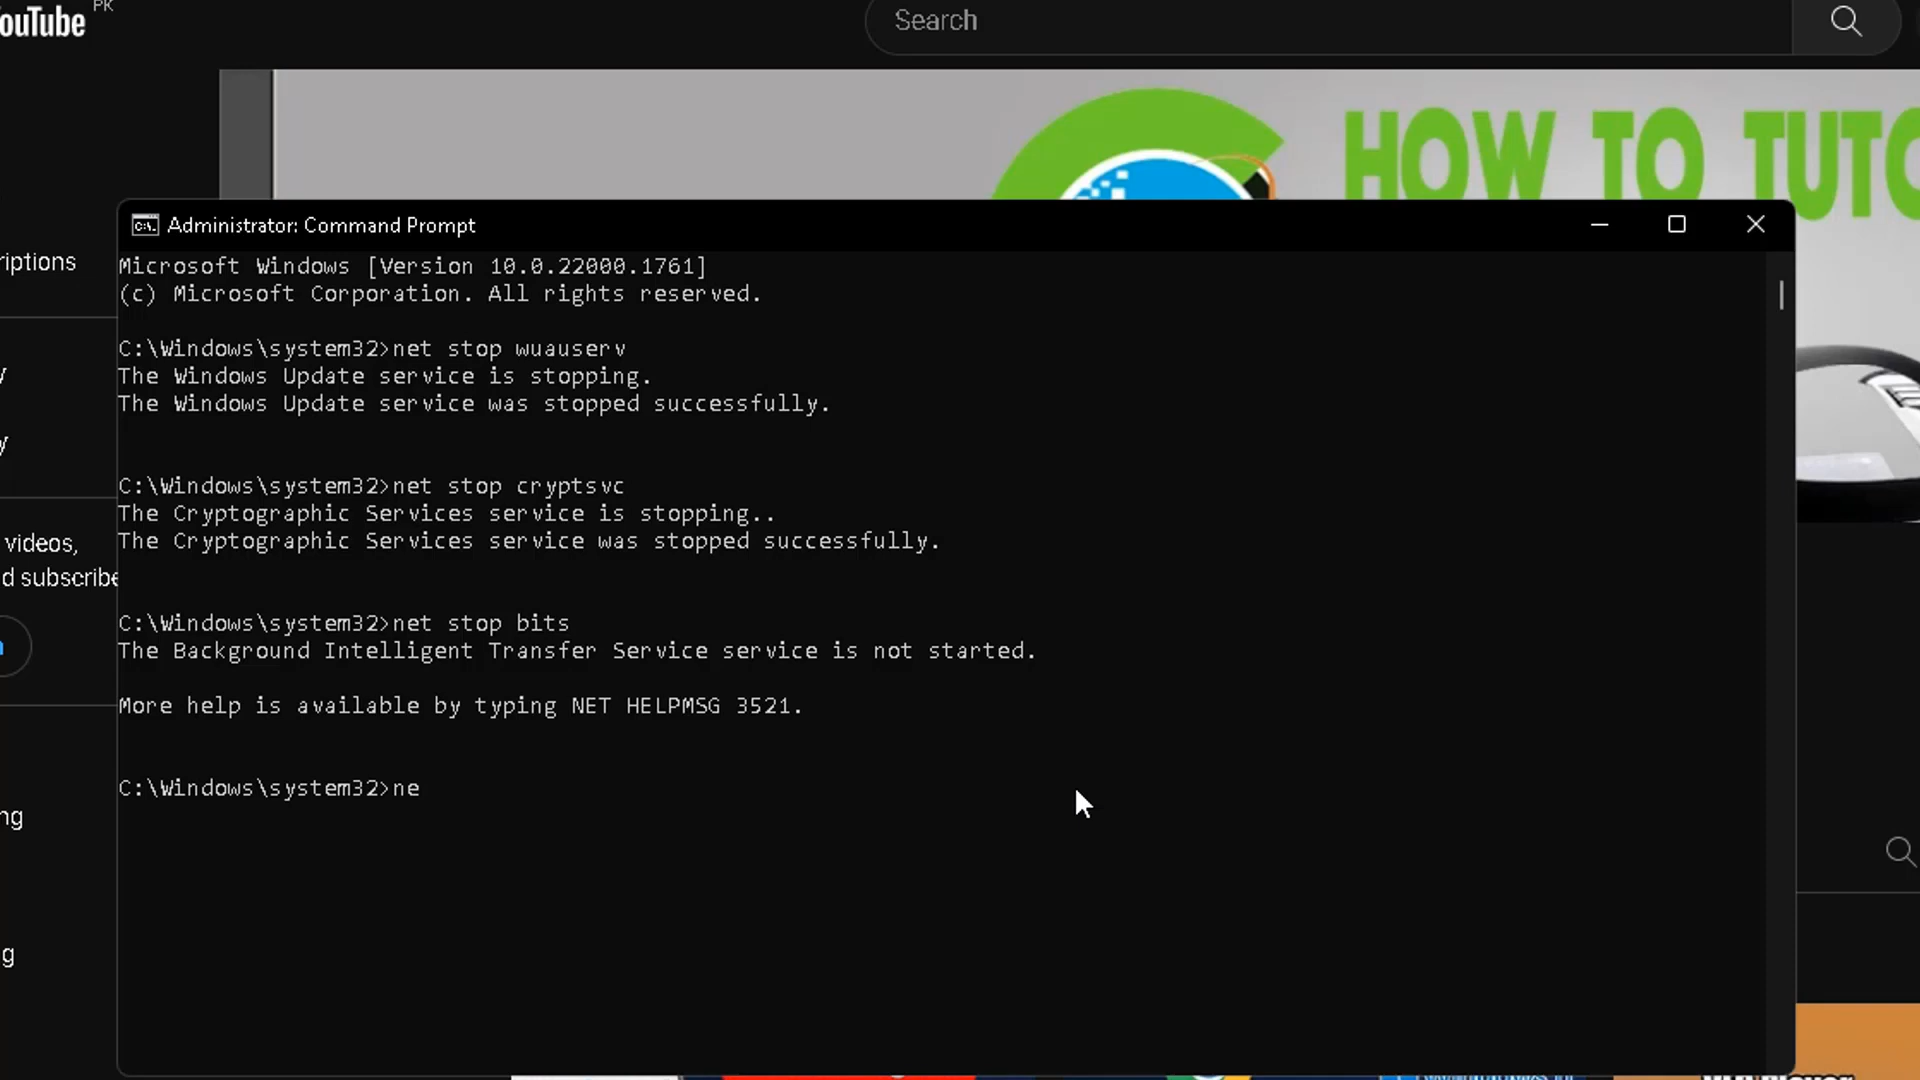 ouTube PK
Search
HOW TO TUTO
riptions
y
y
videos,
d subscribe
ng
g
Administrator: Command Prompt
Microsoft Windows [Version 10.0.22000.1761]
(c) Microsoft Corporation. All rights reserved.
C:\Windows\system32>net stop wuauserv
The Windows Update service is stopping.
The Windows Update service was stopped successfully.
C:\Windows\system32>net stop cryptsvc
The Cryptographic Services service is stopping..
The Cryptographic Services service was stopped successfully.
C:\Windows\system32>net stop bits
The Background Intelligent Transfer Service service is not started.
More help is available by typing NET HELPMSG 3521.
C:\Windows\system32>ne